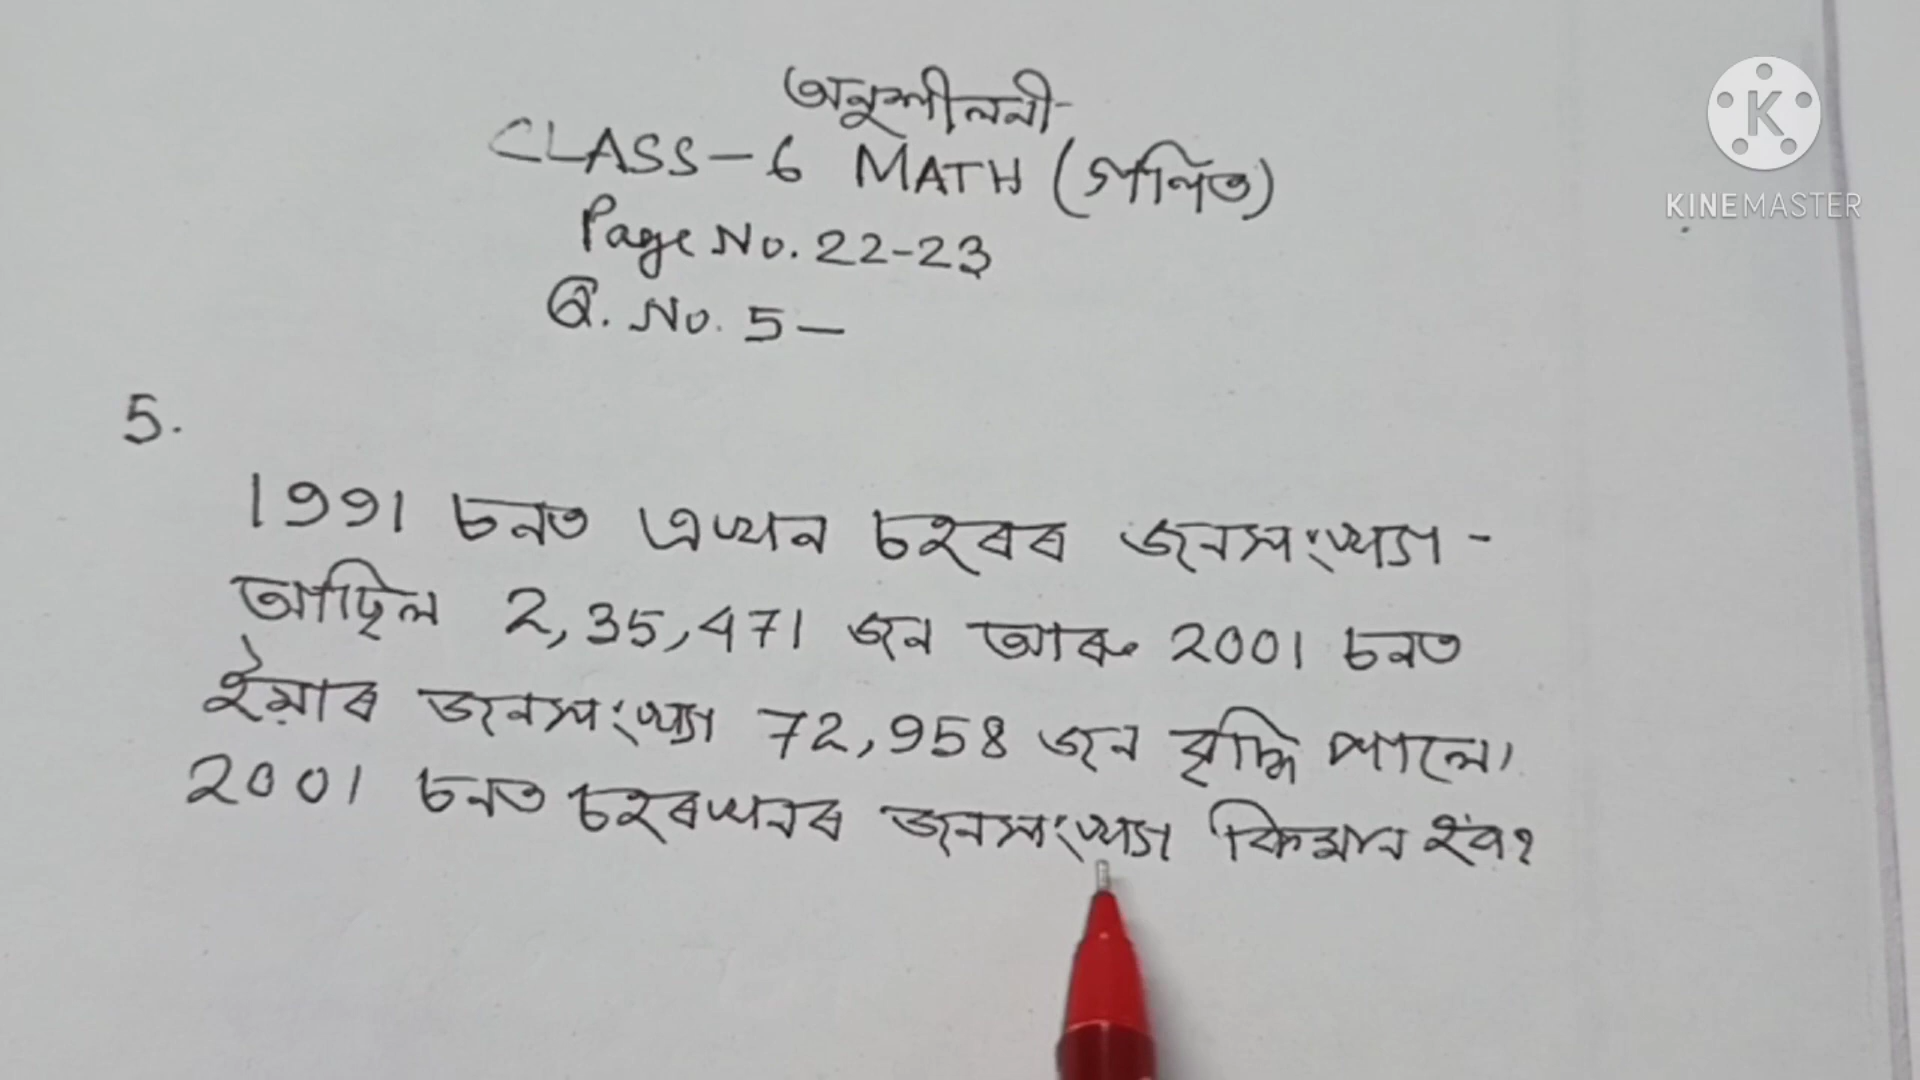 অনুশীলনী-
CLASS-6 MATH (গণিত)
Page No. 22-23
Q. No. 5-
5.
1991 চনত এখন চহৰৰ জনসংখ্যা -
আছিল 2,35,471 জন আৰু 2001 চনত
ইয়াৰ জনসংখ্যা 72,958 জন বৃদ্ধি পালে।
2001 চনত চহৰখনৰ জনসংখ্যা কিমান হ'ব?
K
KINEMASTER